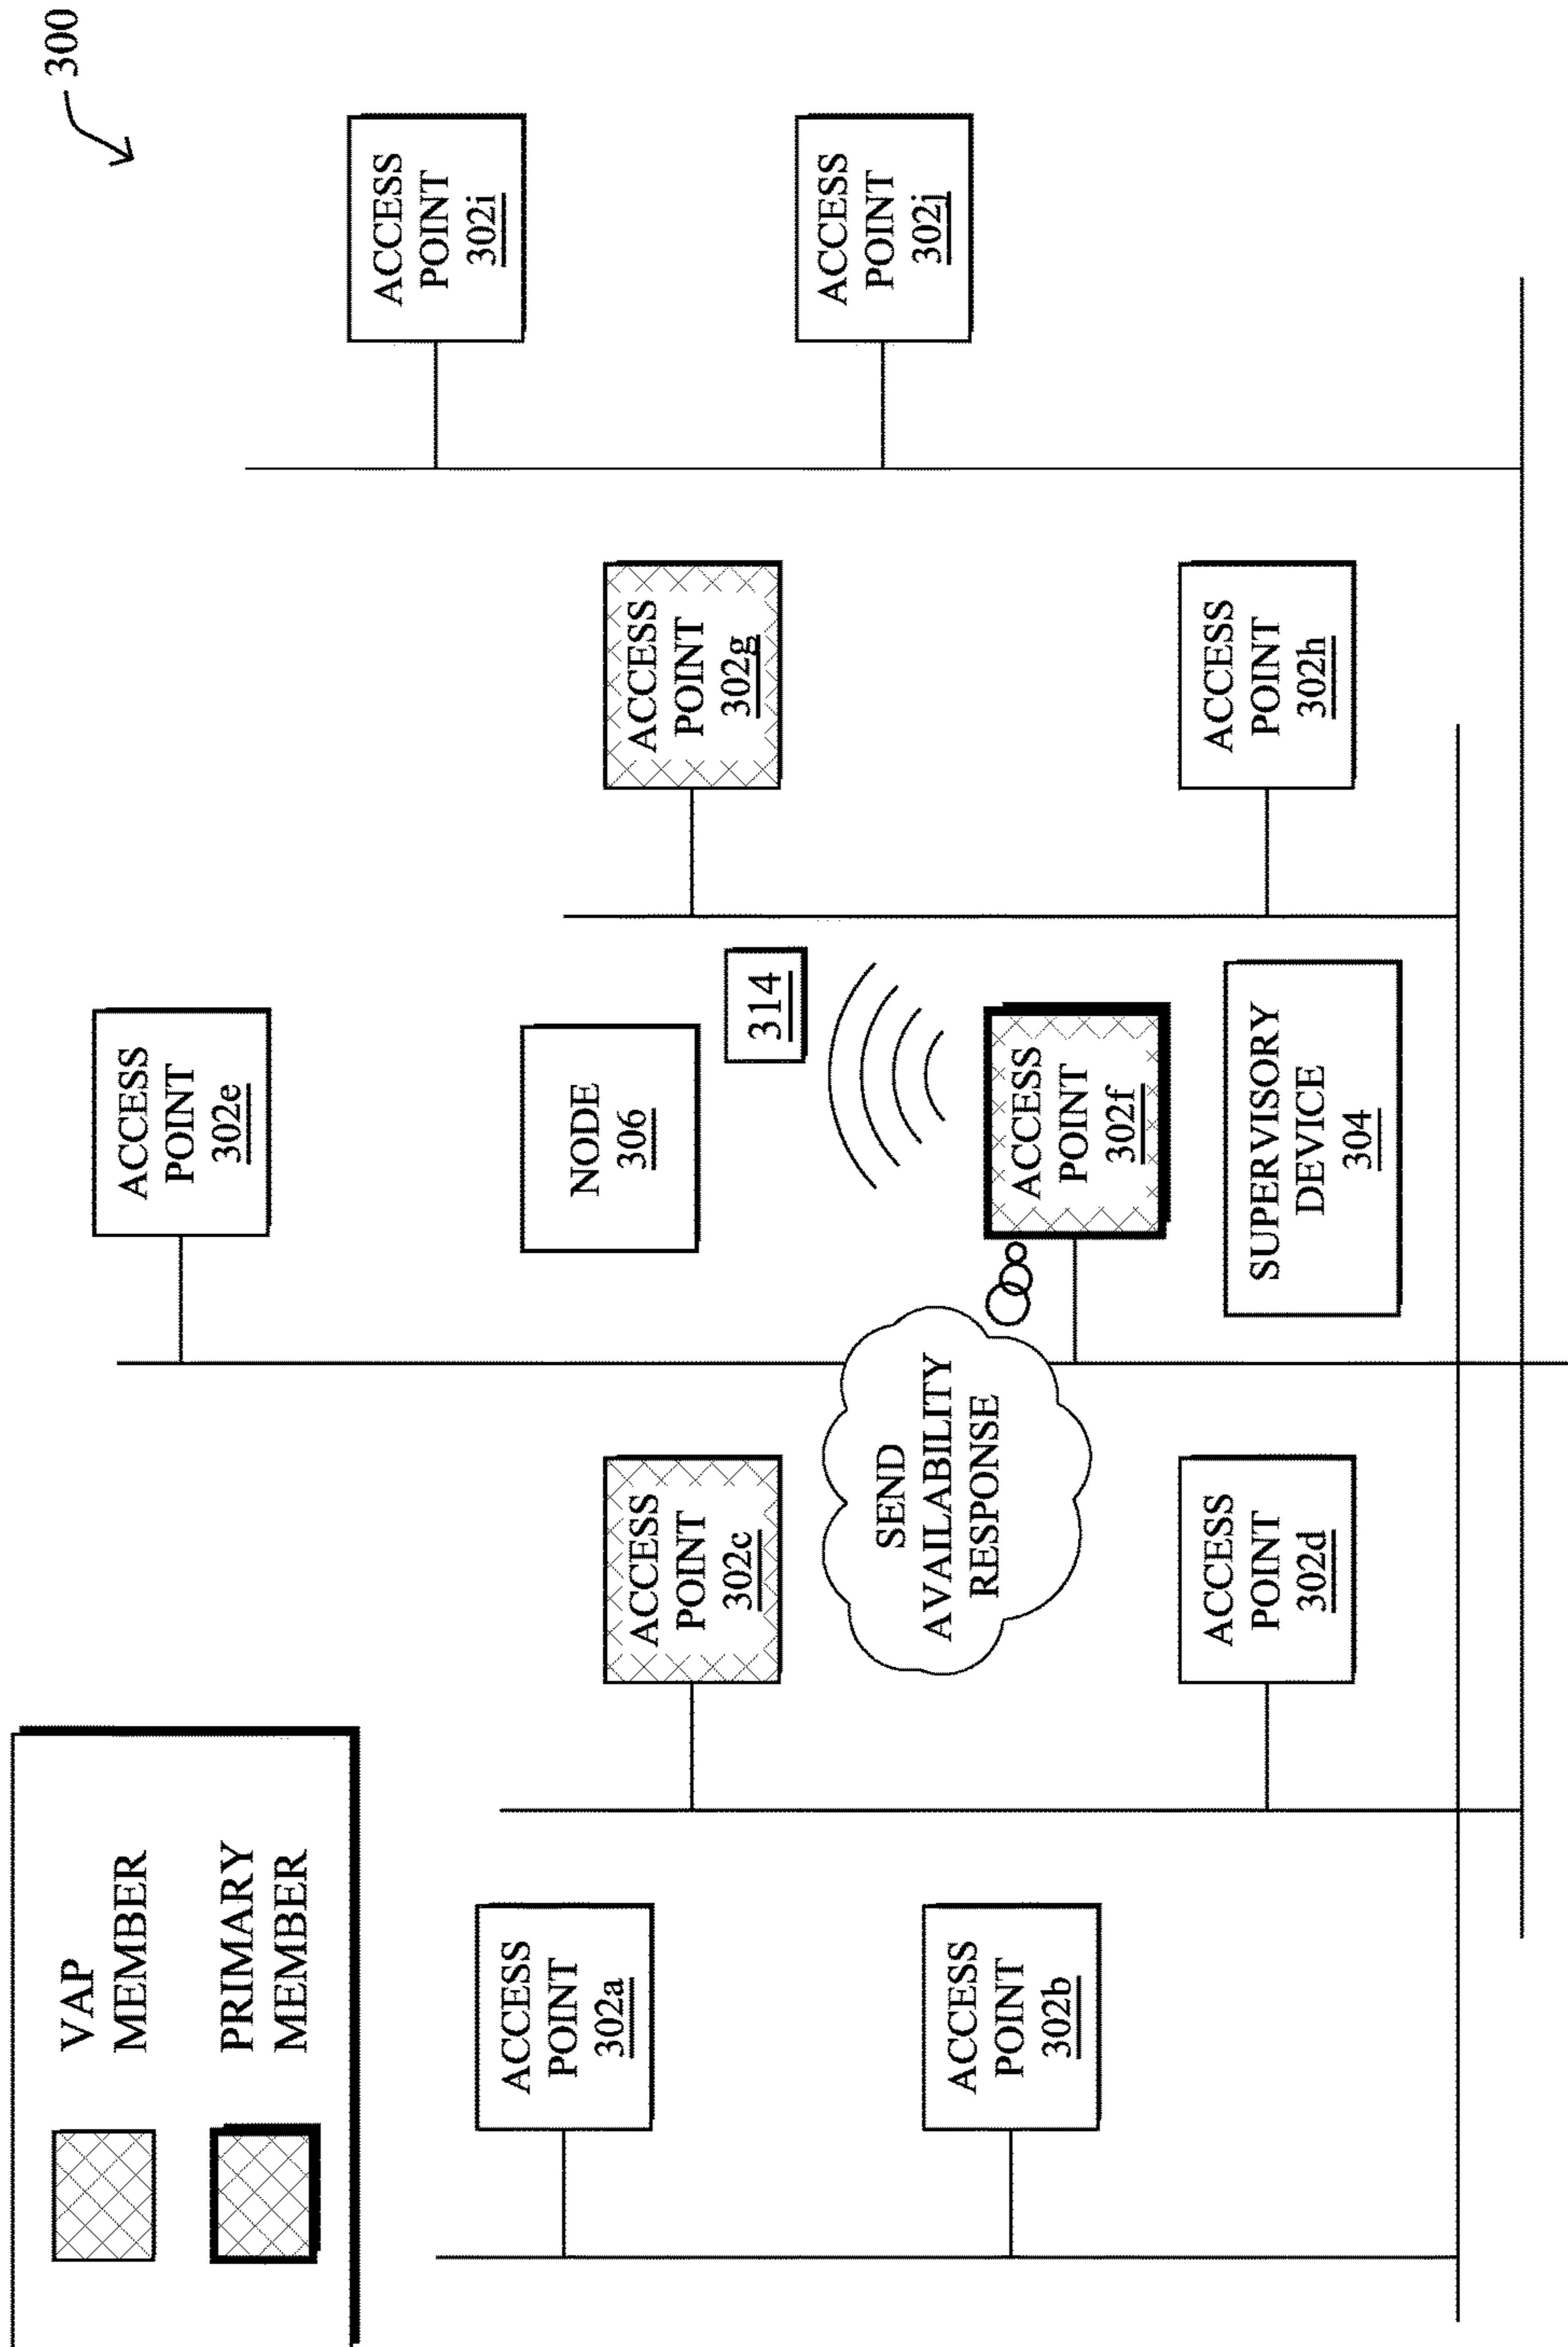 300
VAP
MEMBER
PRIMARY
MEMBER
ACCESS
POINT
302e
ACCESS
POINT
302i
ACCESS
POINT
302a
ACCESS
POINT
302c
NODE
306
ACCESS
POINT
302g
314
ACCESS
POINT
302j
SEND
AVAILABILITY
RESPONSE
ACCESS
POINT
302b
ACCESS
POINT
302f
ACCESS
POINT
302d
SUPERVISORY
DEVICE
304
ACCESS
POINT
302h